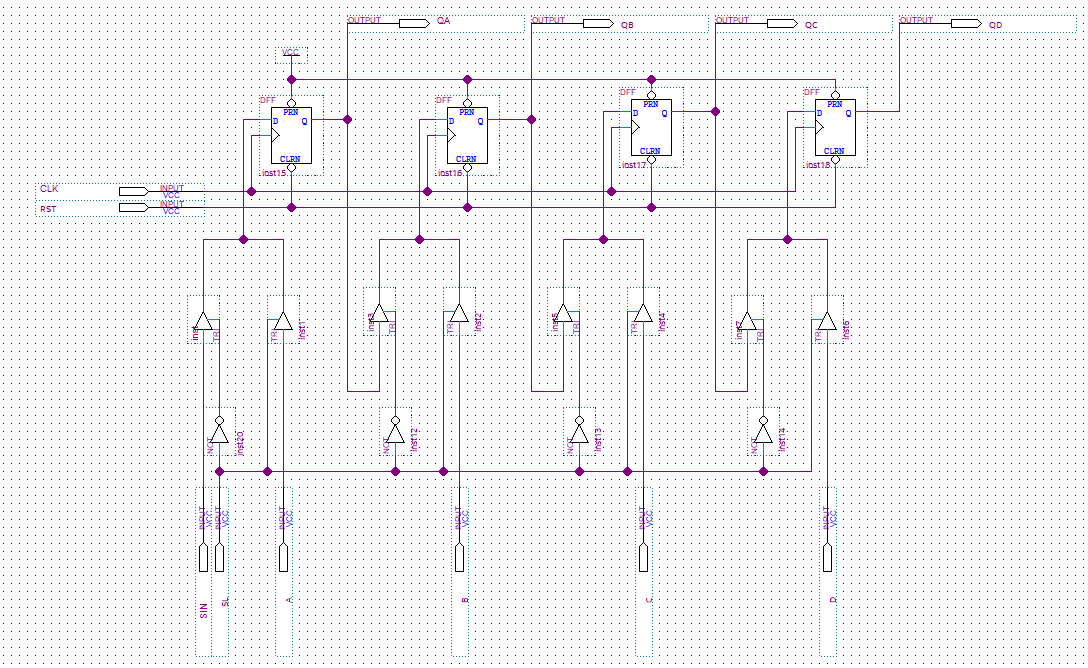 OUTPUT QA OUTPUT QB OUTPUT QC OUTPUT QD
VCC
DFF DFF DFF DFF
PRN PRN PRN PRN
D Q D Q D Q D Q
CLRN CLRN CLRN CLRN
inst15 inst16 inst17 inst18
CLK INPUT
VCC
RST INPUT
VCC
TRI TRI inst1 inst3 TRI TRI inst2 inst5 TRI TRI inst4 inst7 TRI TRI inst6
NOT inst20 NOT inst12 NOT inst13 NOT inst14
INPUT VCC INPUT VCC INPUT VCC INPUT VCC INPUT VCC INPUT VCC
SIN SL A B C D